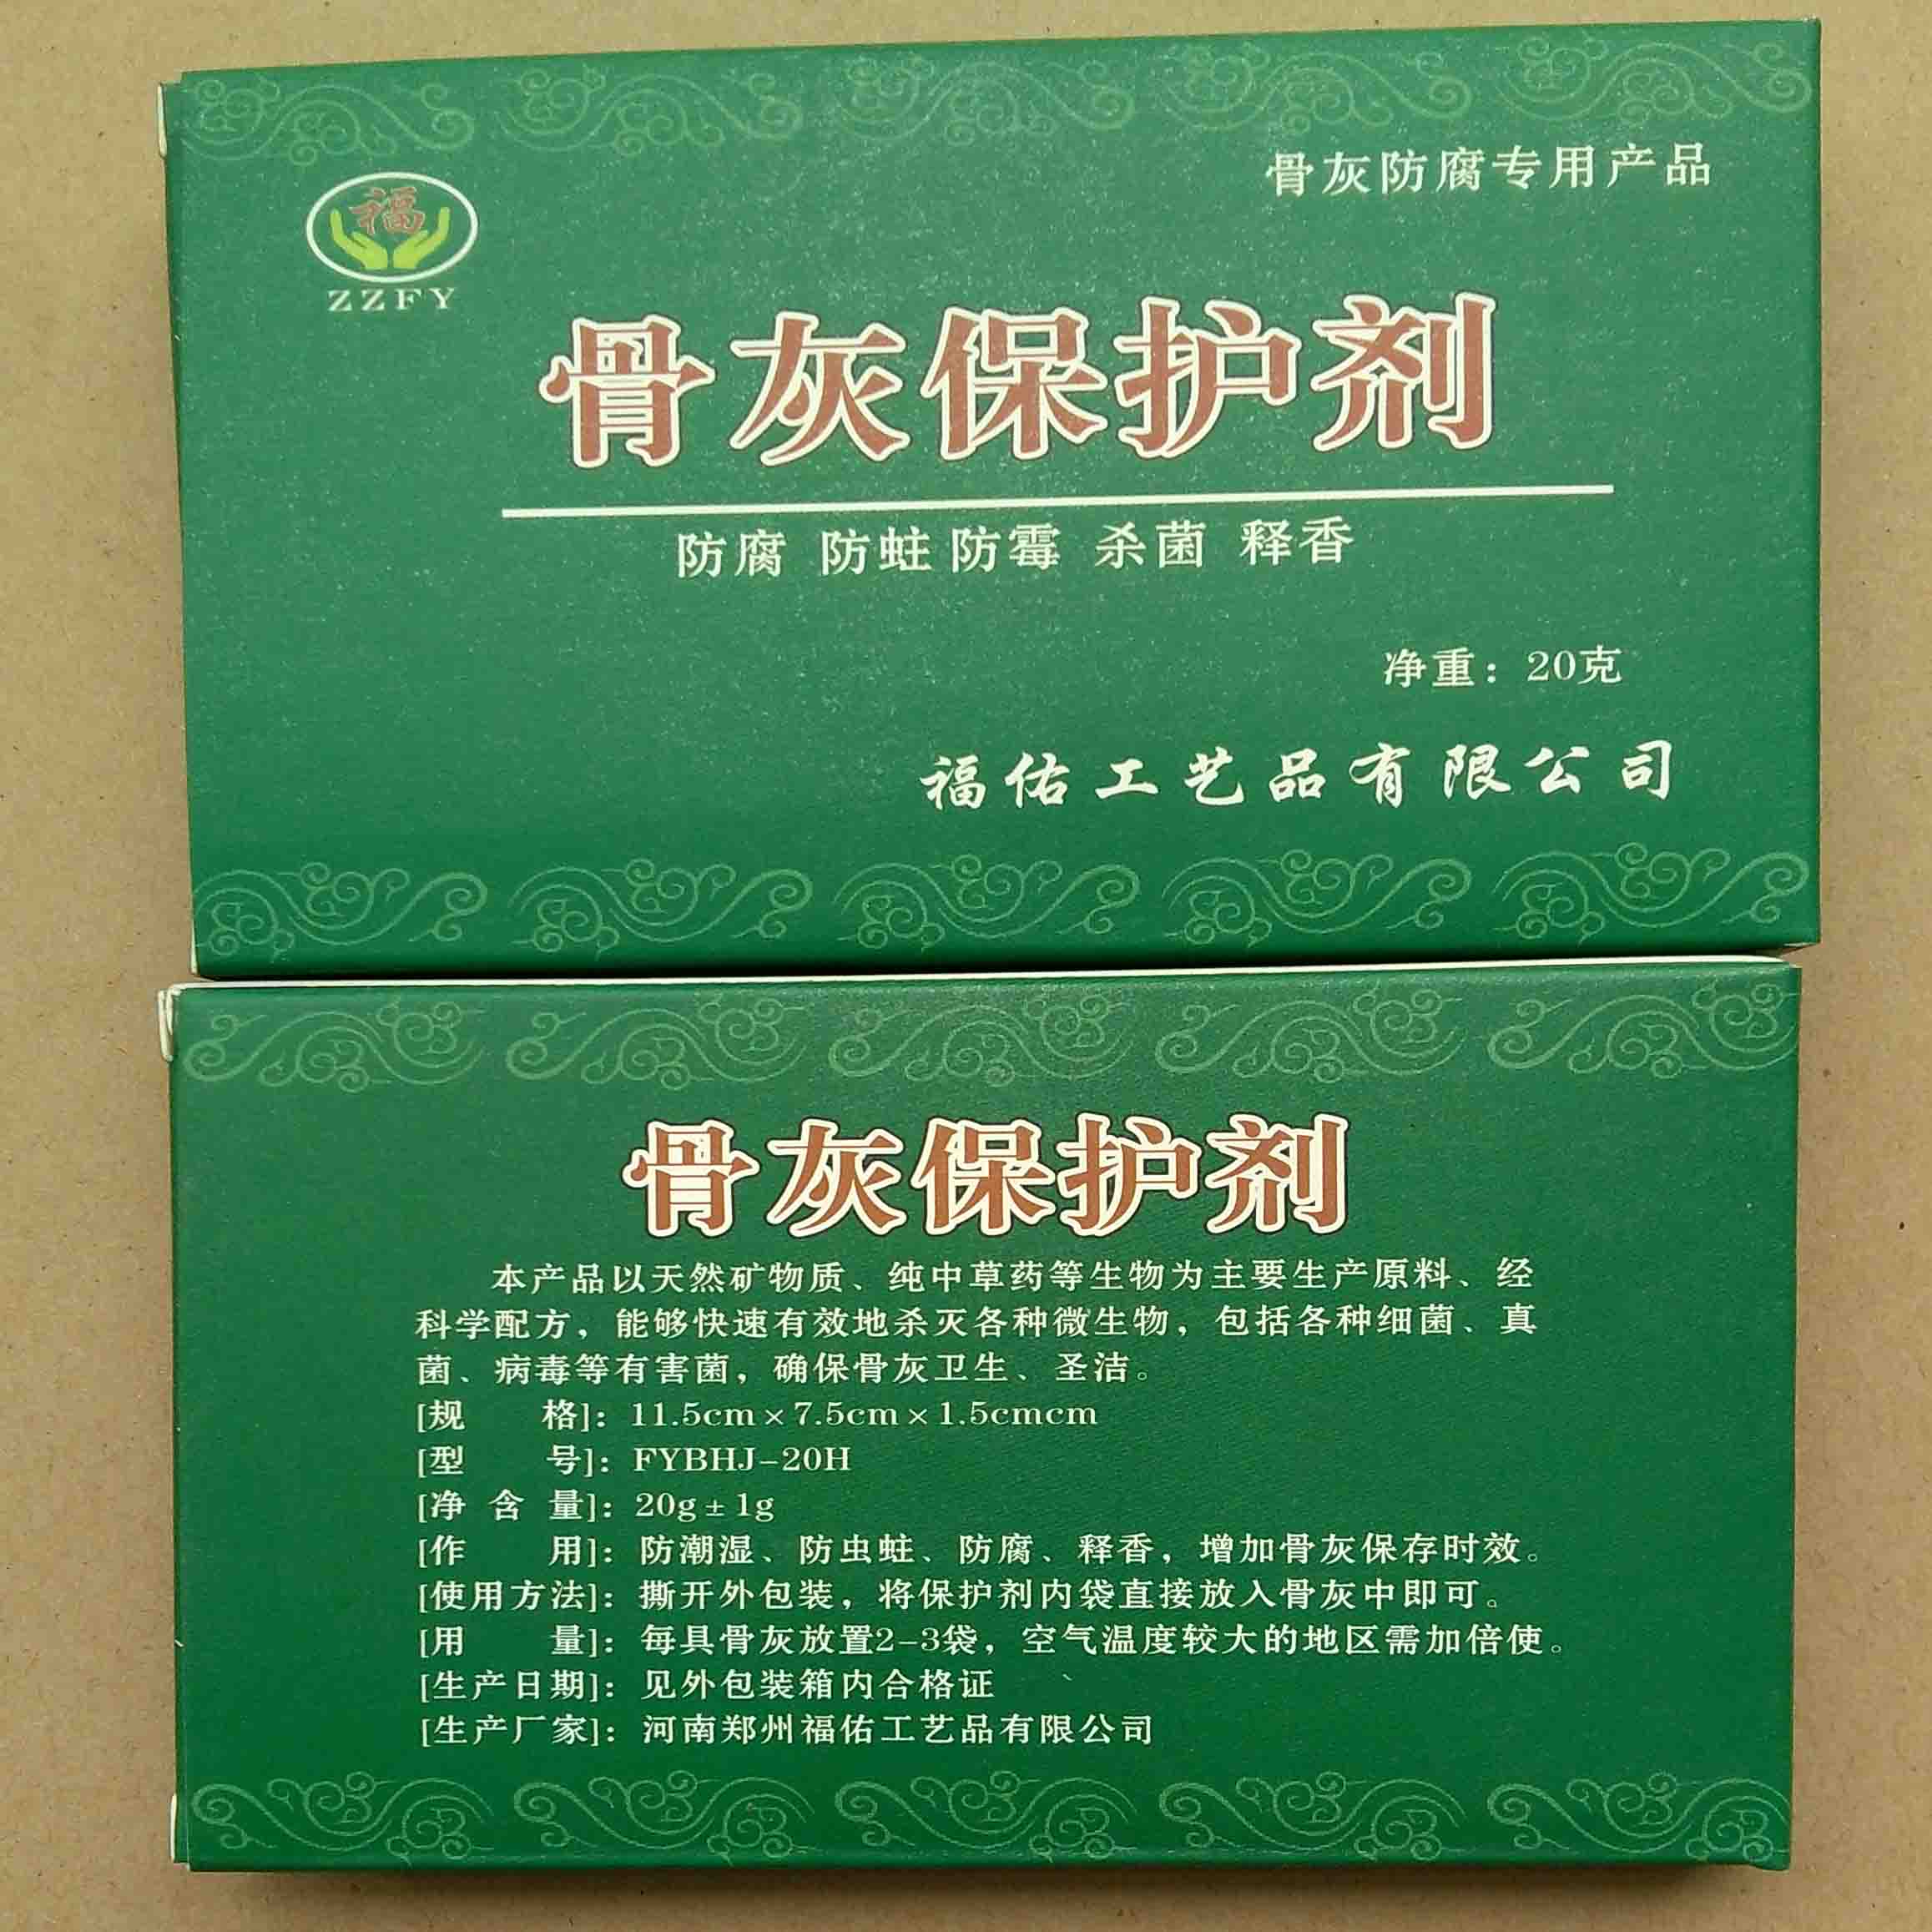 骨灰防腐专用产品
福
ZZFY
骨灰保护剂
防腐 防蛀 防霉 杀菌 释香
净重：20克
福佑工艺品有限公司
骨灰保护剂
本产品以天然矿物质、纯中草药等生物为主要生产原料、经
科学配方，能够快速有效地杀灭各种微生物，包括各种细菌、真
菌、病毒等有害菌，确保骨灰卫生、圣洁。
[规 格]：11.5cm×7.5cm×1.5cmcm
[型 号]：FYBHJ-20H
[净 含 量]：20g±1g
[作 用]：防潮湿、防虫蛀、防腐、释香，增加骨灰保存时效。
[使用方法]：撕开外包装，将保护剂内袋直接放入骨灰中即可。
[用 量]：每具骨灰放置2-3袋，空气温度较大的地区需加倍使。
[生产日期]：见外包装箱内合格证
[生产厂家]：河南郑州福佑工艺品有限公司